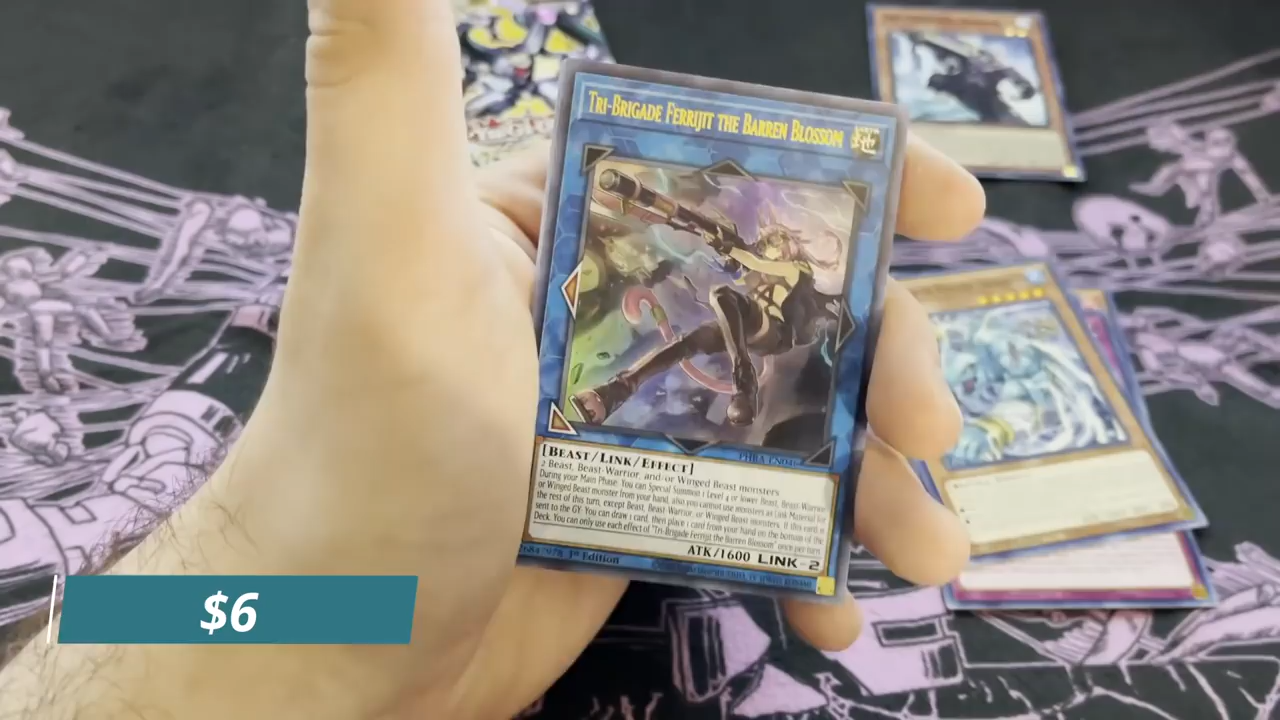 TRI-BRIGADE FERRIJIT THE BARREN BLOSSOM
[BEAST/LINK/EFFECT]
2 Beast, Beast-Warrior, and/or Winged Beast monsters
During your Main Phase: You can Special Summon 1 Level 4 or lower Beast, Beast-Warrior
or Winged Beast monster from your hand, also you cannot use monsters as Link Material for
the rest of this turn, except Beast, Beast-Warrior, or Winged Beast monsters. If this card is
sent to the GY: You can draw 1 card, then place 1 card from your hand on the bottom of the
Deck. You can only use each effect of "Tri-Brigade Ferrijit the Barren Blossom" once per turn.
ATK/1600 LINK-2
1st Edition
$6